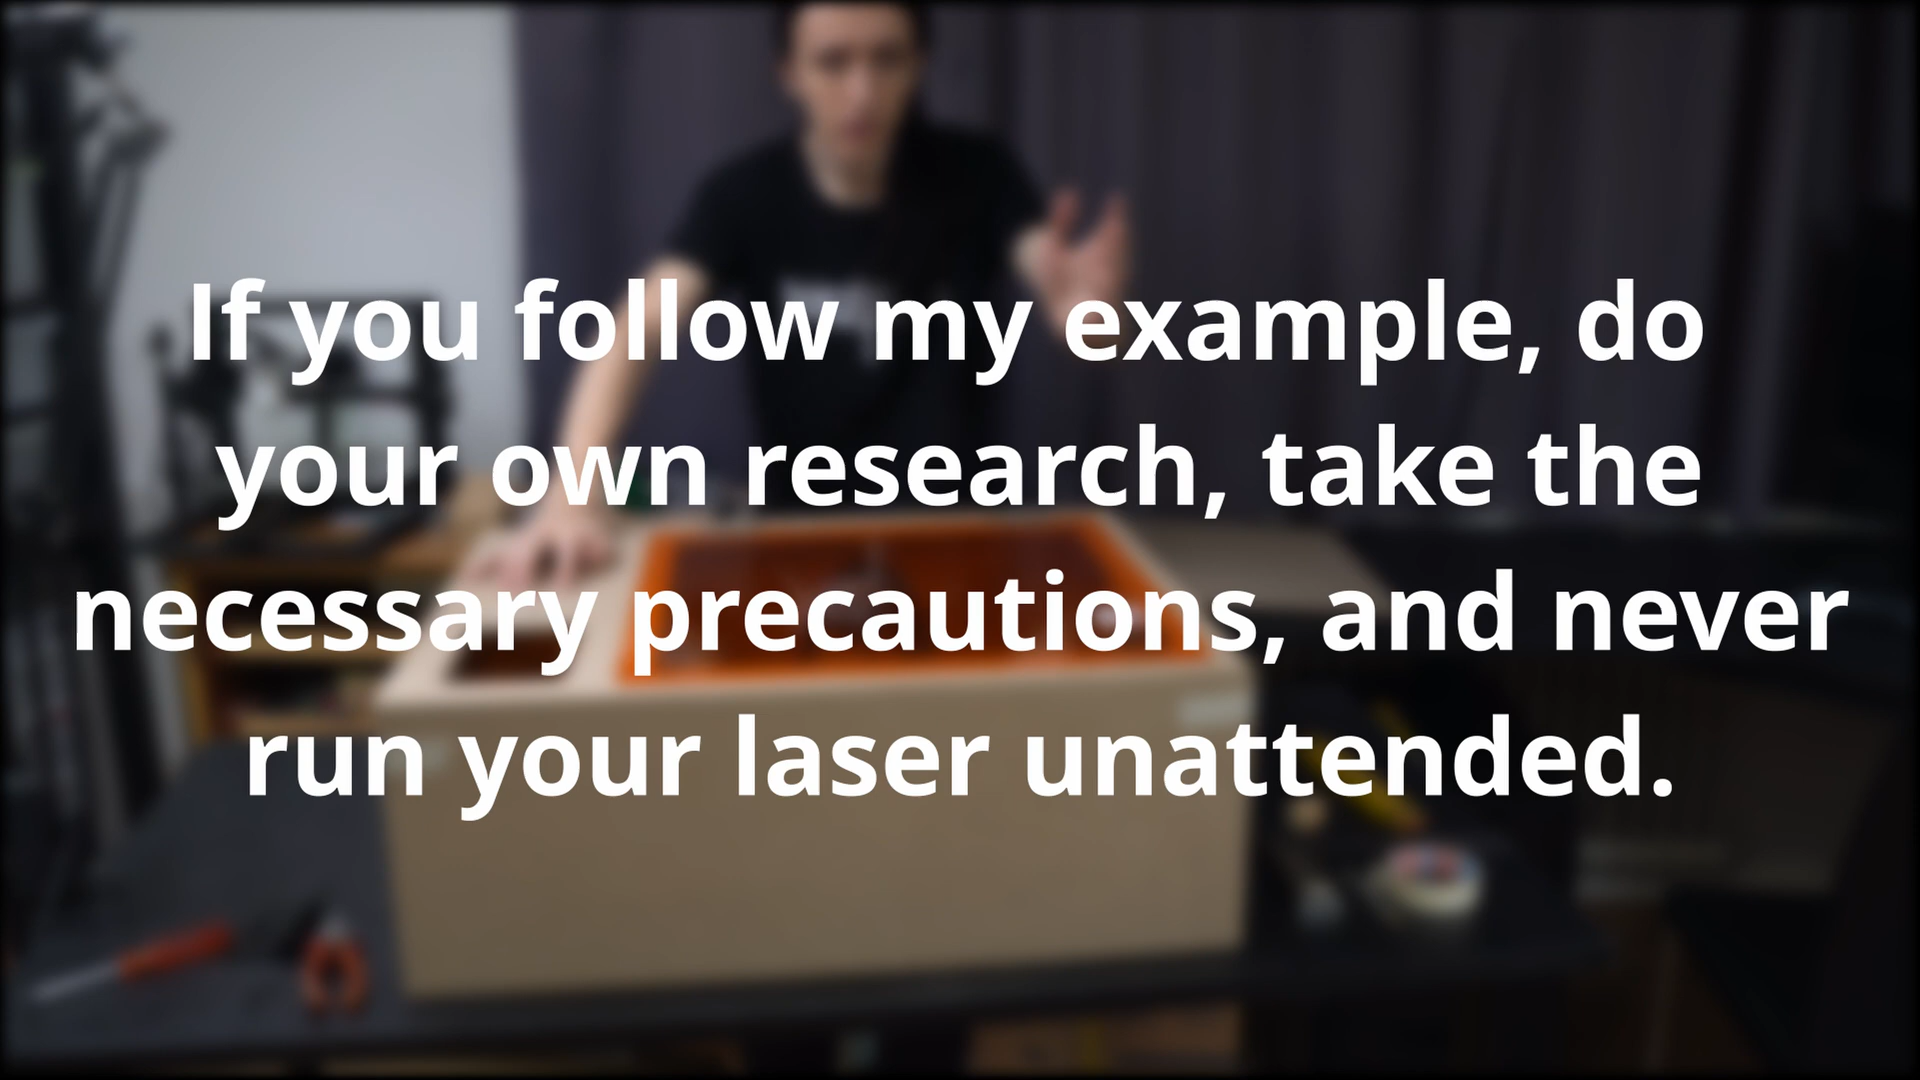 If you follow my example, do
your own research, take the
necessary precautions, and never
run your laser unattended.